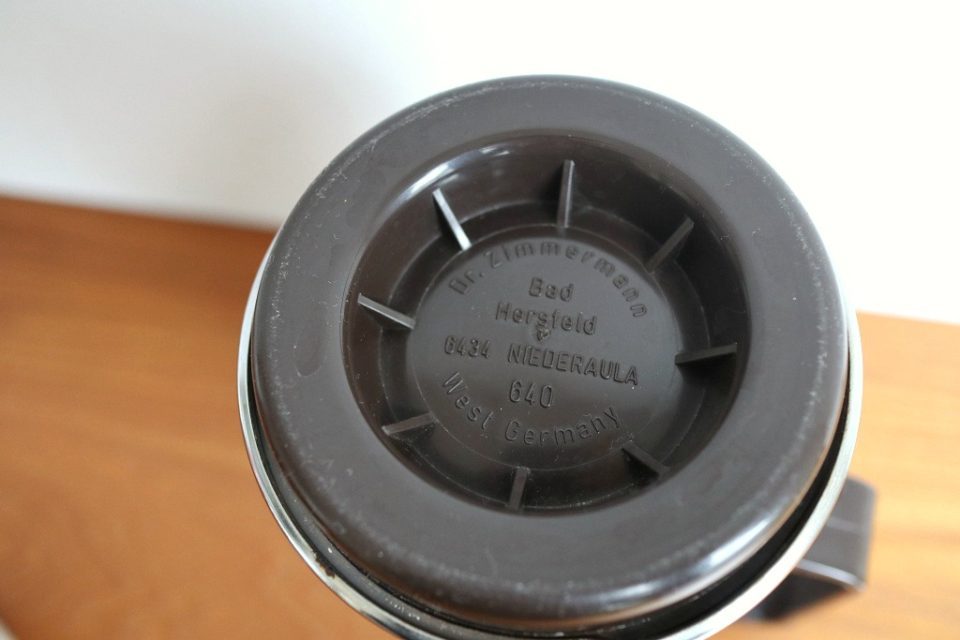 Dr. Zimmermann
Bad
Hersfeld
6434 NIEDERAULA
640
West Germany